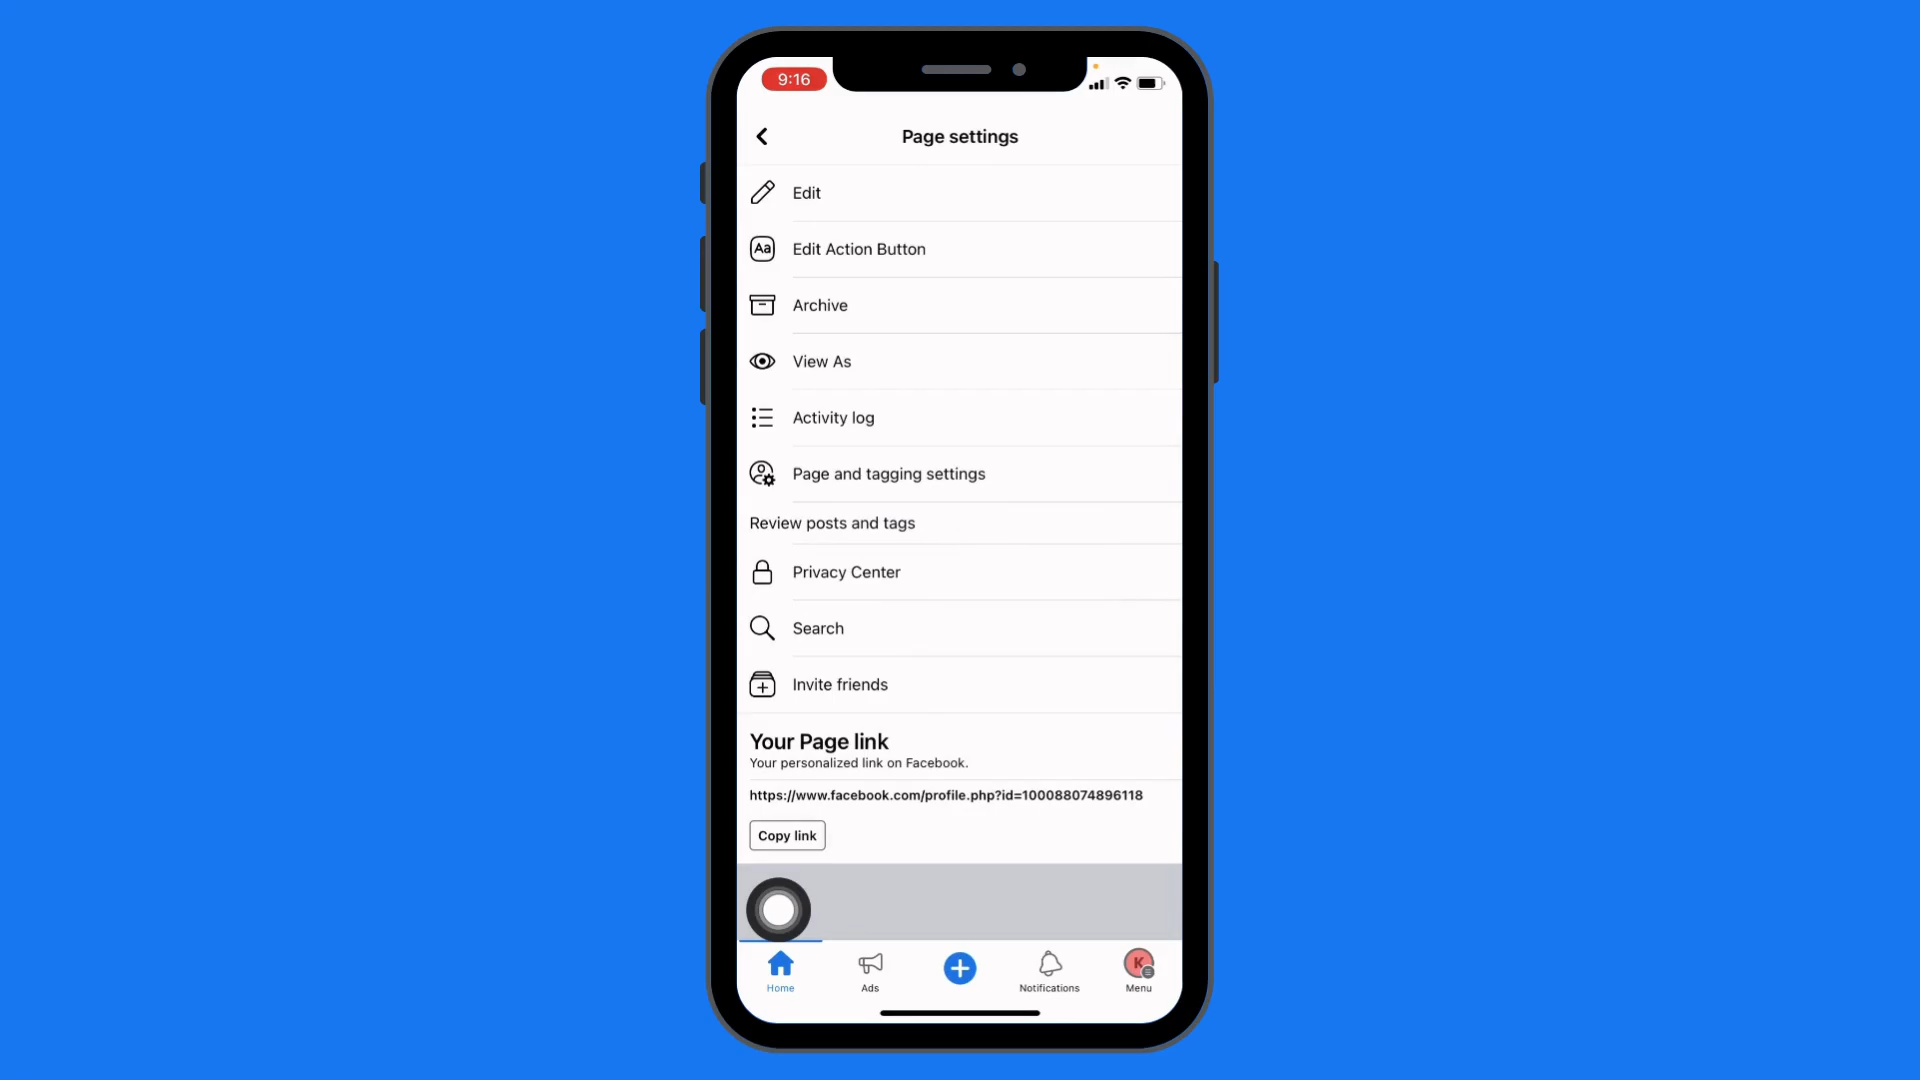 9:16
Page settings
Edit
Aa
Edit Action Button
Archive
View As
Activity log
Page and tagging settings
Review posts and tags
Privacy Center
Search
Invite friends
Your Page link
Your personalized link on Facebook.
https://www.facebook.com/profile.php?id=100088074896118
Copy link
K
Home
Ads
Notifications
Menu